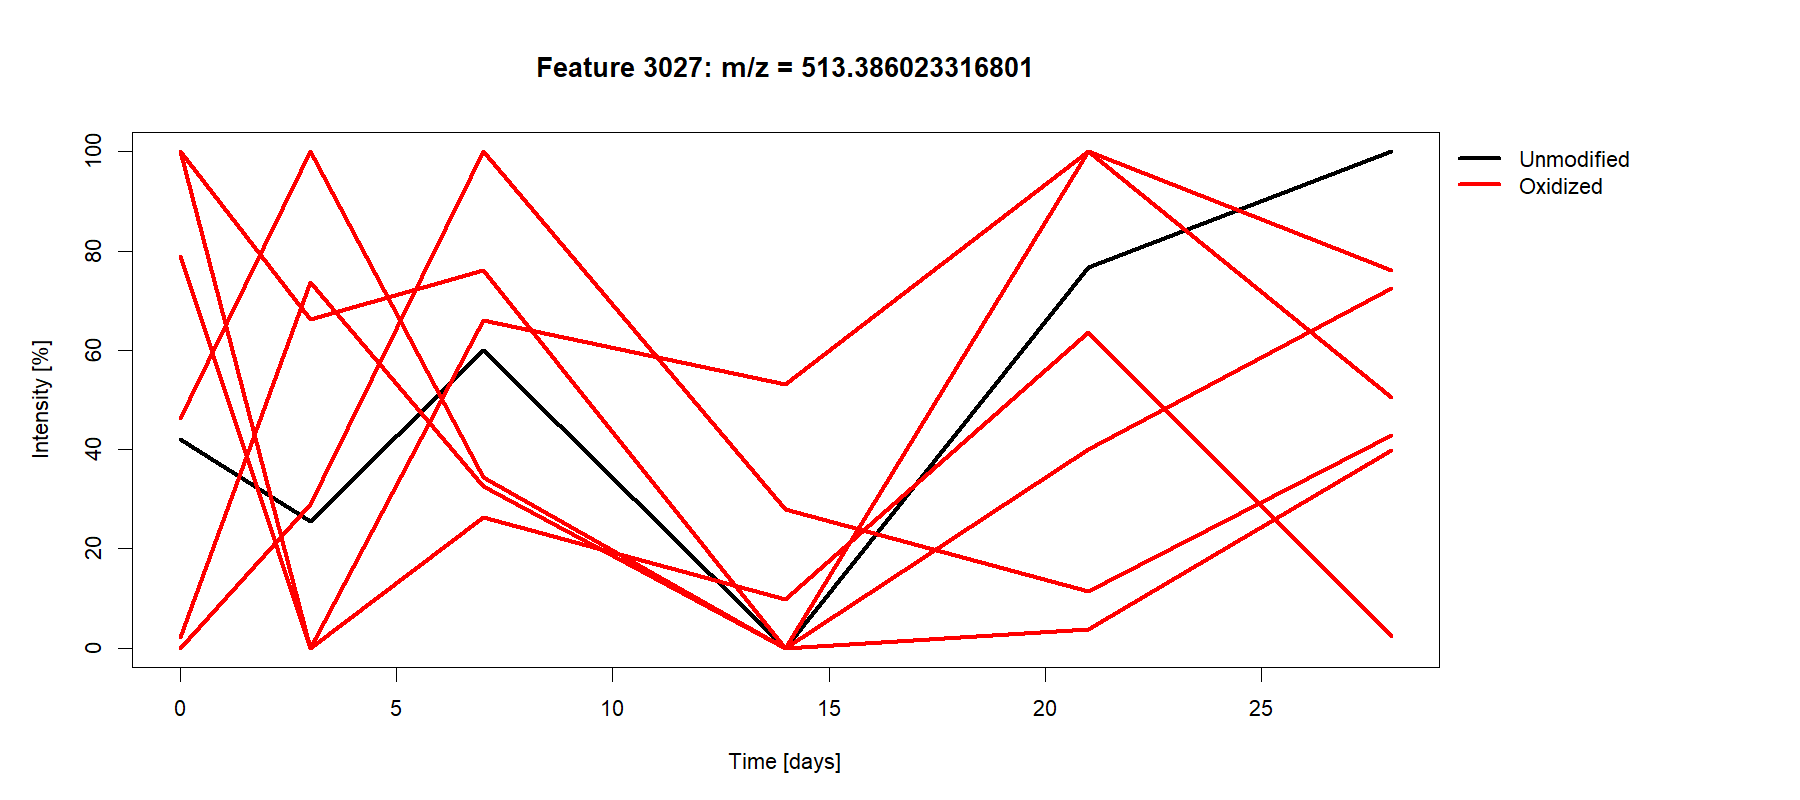 Feature 3027: m/z = 513.386023316801
Unmodified
Oxidized
Intensity [%]
100
80
60
40
20
0
0 5 10 15 20 25
Time [days]